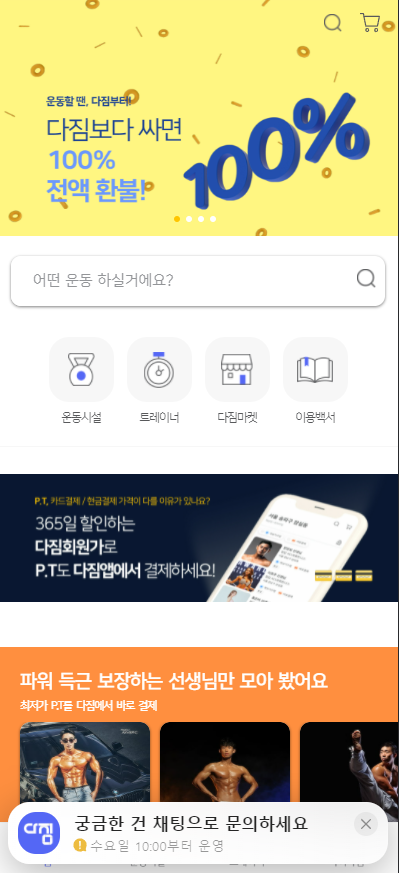 운동할 땐, 다짐부터!
다짐보다 싸면
100%
전액 환불!
100%
어떤 운동 하실거에요?
운동시설
트레이너
다짐마켓
이용백서
P.T, 카드결제 / 현금결제 가격이 다를 이유가 있나요?
365일 할인하는
다짐회원가로
P.T도 다짐앱에서 결제하세요!
파워 득근 보장하는 선생님만 모아 봤어요
최저가 P.T를 다짐에서 바로 결제
다짐
궁금한 건 채팅으로 문의하세요
수요일 10:00부터 운영